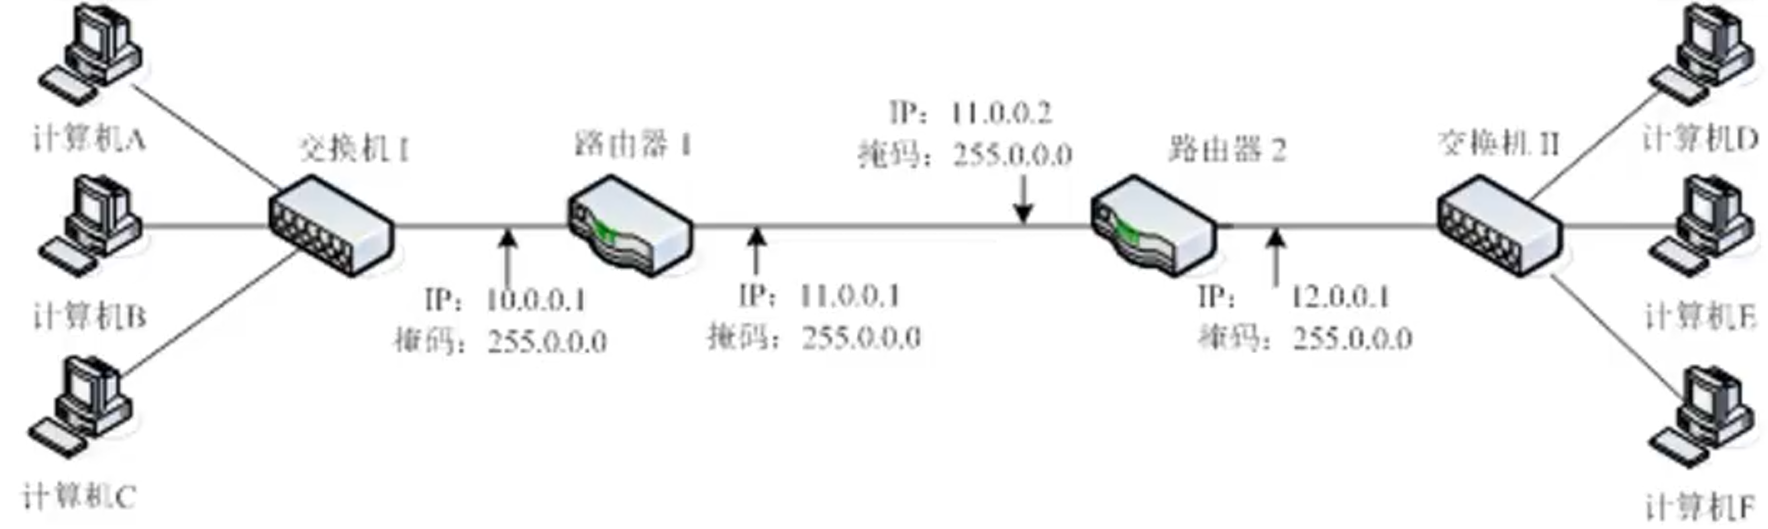 计算机A
计算机B
计算机C
交换机 I
路由器 1
IP: 10.0.0.1
掩码: 255.0.0.0
IP: 11.0.0.1
掩码: 255.0.0.0
IP: 11.0.0.2
掩码: 255.0.0.0
路由器 2
IP: 12.0.0.1
掩码: 255.0.0.0
交换机 II
计算机D
计算机E
计算机F